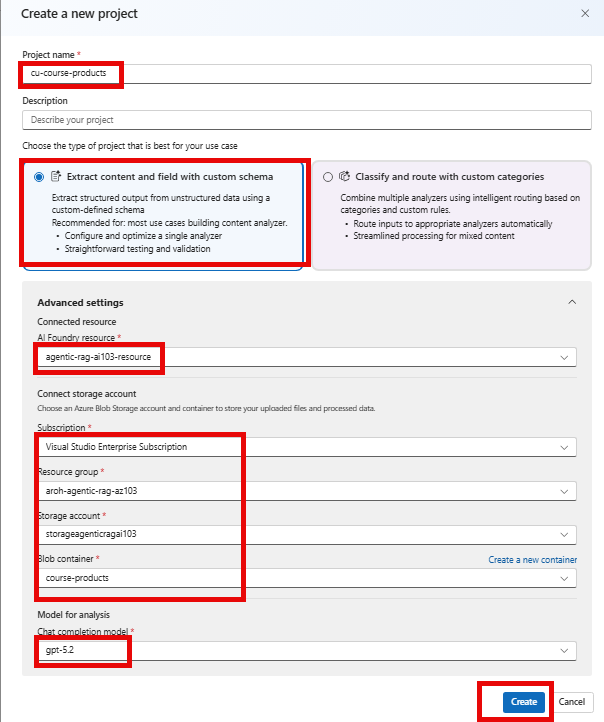 Create a new project
Project name *
cu-course-products
Description
Describe your project
Choose the type of project that is best for your use case
Extract content and field with custom schema
Extract structured output from unstructured data using a
custom-defined schema
Recommended for: most use cases building content analyzer.
• Configure and optimize a single analyzer
• Straightforward testing and validation
Classify and route with custom categories
Combine multiple analyzers using intelligent routing based on
categories and custom rules.
• Route inputs to appropriate analyzers automatically
• Streamlined processing for mixed content
Advanced settings
Connected resource
AI Foundry resource *
agentic-rag-ai103-resource
Connect storage account
Choose an Azure Blob Storage account and container to store your uploaded files and processed data.
Subscription *
Visual Studio Enterprise Subscription
Resource group *
aroh-agentic-rag-az103
Storage account *
storageagenticragai103
Blob container *
Create a new container
course-products
Model for analysis
Chat completion model *
gpt-5.2
Create
Cancel